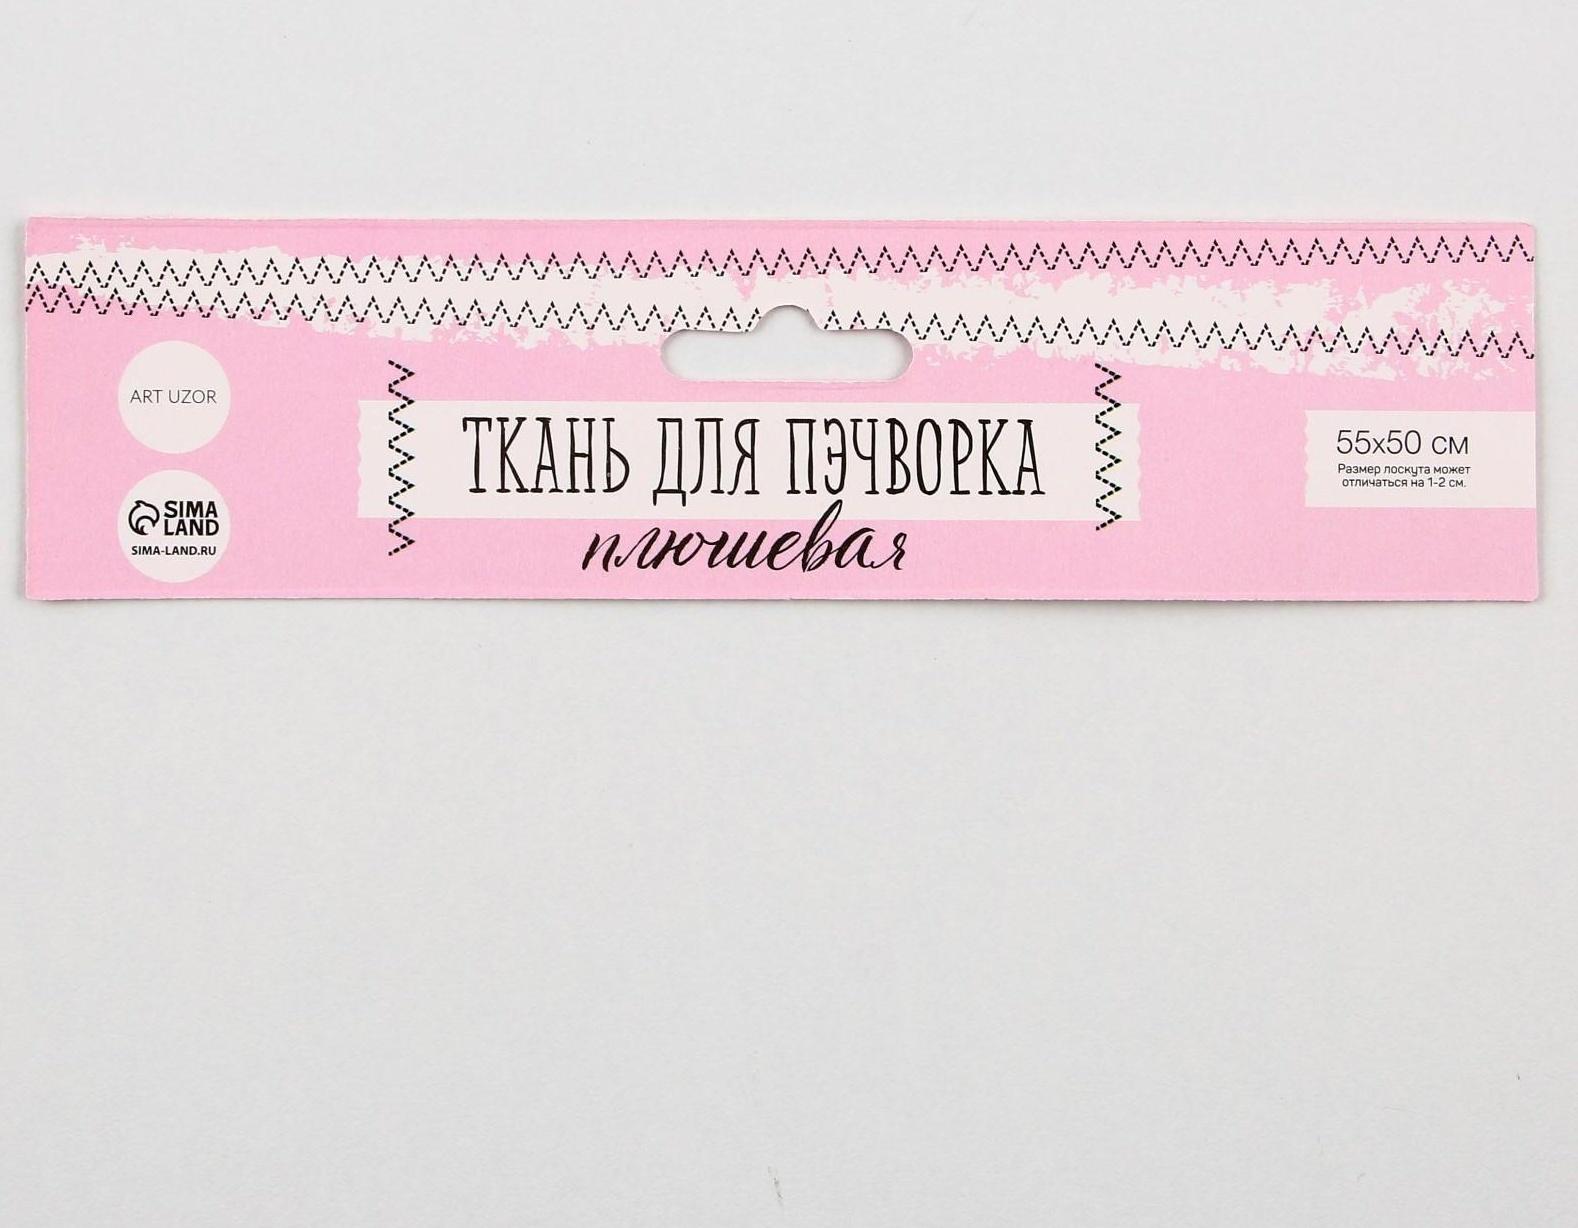 ART UZOR
SIMA
LAND
SIMA-LAND.RU
ТКАНЬ ДЛЯ ПЭЧВОРКА
плюшевая
55х50 см
Размер лоскута может
отличаться на 1-2 см.